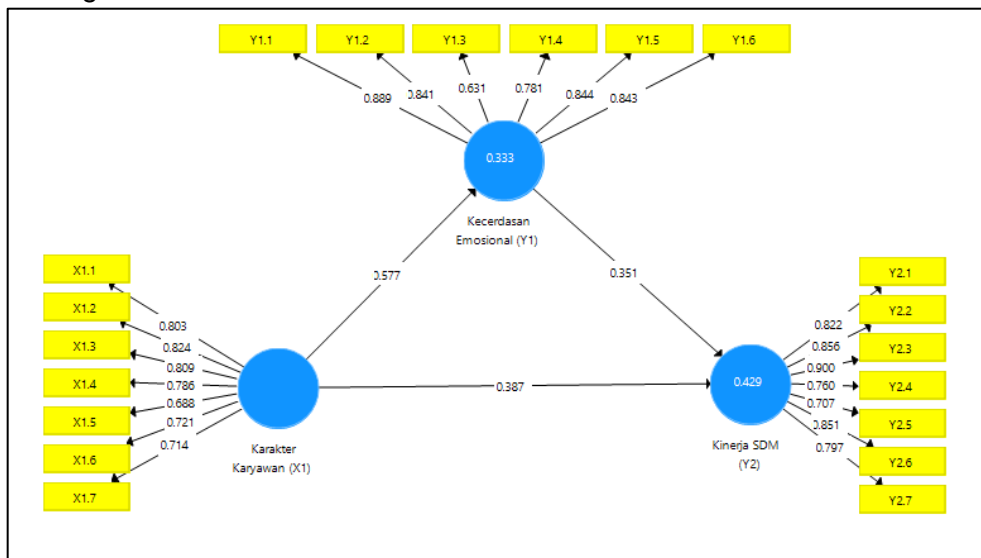 Y1.1 Y1.2 Y1.3 Y1.4 Y1.5 Y1.6
0.889 0.841 0.631 0.781 0.844 0.843
0.333
Kecerdasan
Emosional (Y1)
0.577
0.351
X1.1
X1.2
X1.3
X1.4
X1.5
X1.6
X1.7
0.803
0.824
0.809
0.786
0.688
0.721
0.714
Karakter
Karyawan (X1)
0.387
0.429
Kinerja SDM
(Y2)
0.822
0.856
0.900
0.760
0.707
0.851
0.797
Y2.1
Y2.2
Y2.3
Y2.4
Y2.5
Y2.6
Y2.7